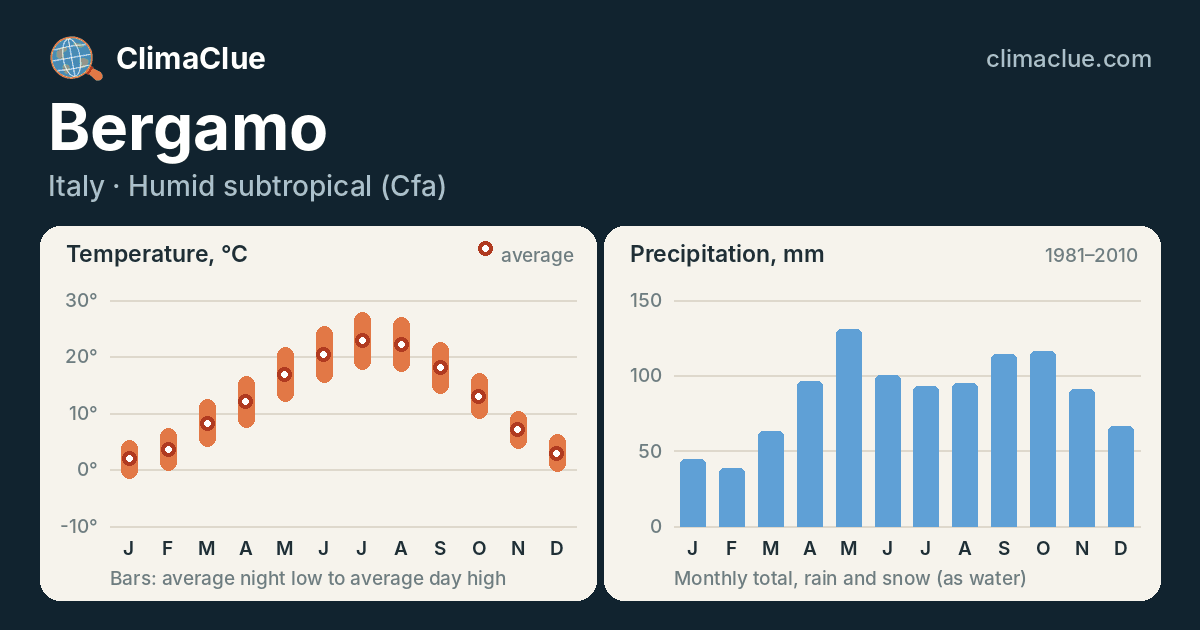 ClimaClue
climaclue.com
Bergamo
Italy · Humid subtropical (Cfa)
Temperature, °C
average
30°
20°
10°
0°
-10°
J F M A M J J A S O N D
Bars: average night low to average day high
Precipitation, mm
1981–2010
150
100
50
0
J F M A M J J A S O N D
Monthly total, rain and snow (as water)